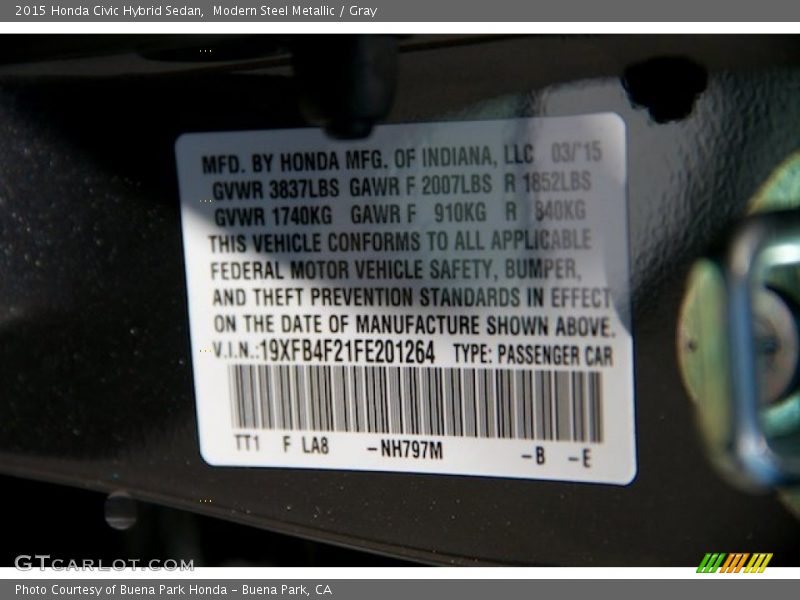 2015 Honda Civic Hybrid Sedan,  Modern Steel Metallic / Gray
MFD. BY HONDA MFG. OF INDIANA, LLC  03/'15
GVWR 3837LBS  GAWR F 2007LBS  R 1852LBS
GVWR 1740KG  GAWR F  910KG  R  840KG
THIS VEHICLE CONFORMS TO ALL APPLICABLE
FEDERAL MOTOR VEHICLE SAFETY, BUMPER,
AND THEFT PREVENTION STANDARDS IN EFFECT
ON THE DATE OF MANUFACTURE SHOWN ABOVE.
V.I.N.:19XFB4F21FE201264  TYPE: PASSENGER CAR
TT1  F  LA8  –NH797M  –B  –E
GTCARLOT.COM
Photo Courtesy of Buena Park Honda – Buena Park, CA